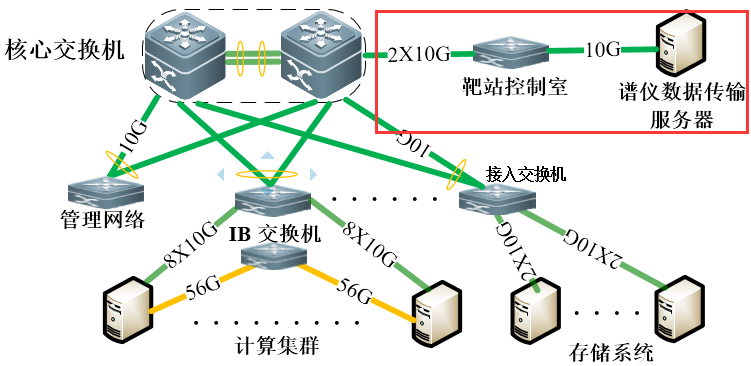 核心交换机
2X10G
10G
靶站控制室
谱仪数据传输
服务器
10G
10G
管理网络
接入交换机
IB 交换机
8X10G
8X10G
2X10G
2X10G
56G
56G
计算集群
存储系统